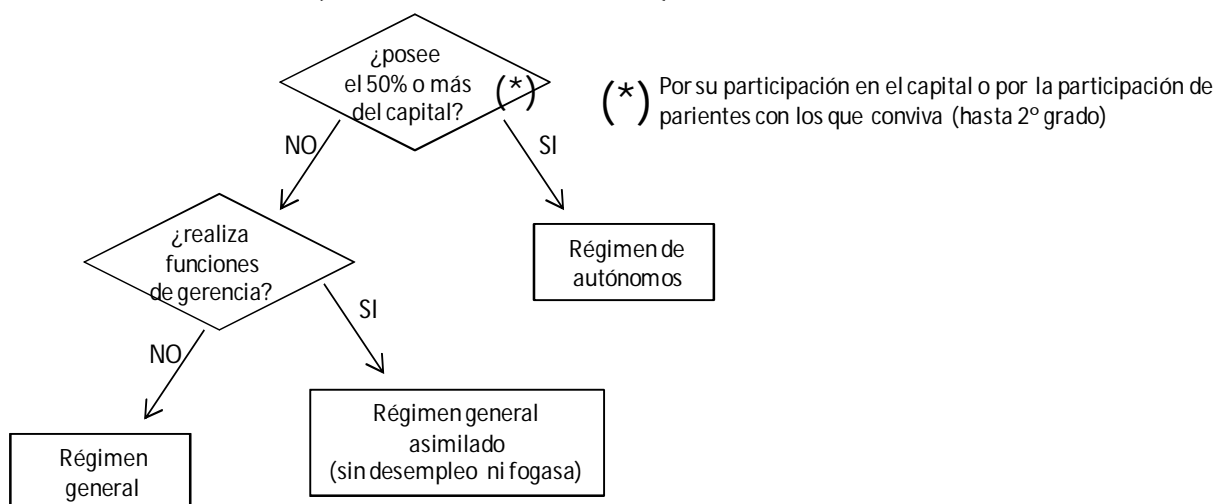 ¿posee
el 50% o más
del capital?
(*)
(*) Por su participación en el capital o por la participación de
parientes con los que conviva (hasta 2º grado)
NO
SI
¿realiza
funciones
de gerencia?
Régimen de
autónomos
NO
SI
Régimen general
asimilado
(sin desempleo ni fogasa)
Régimen
general